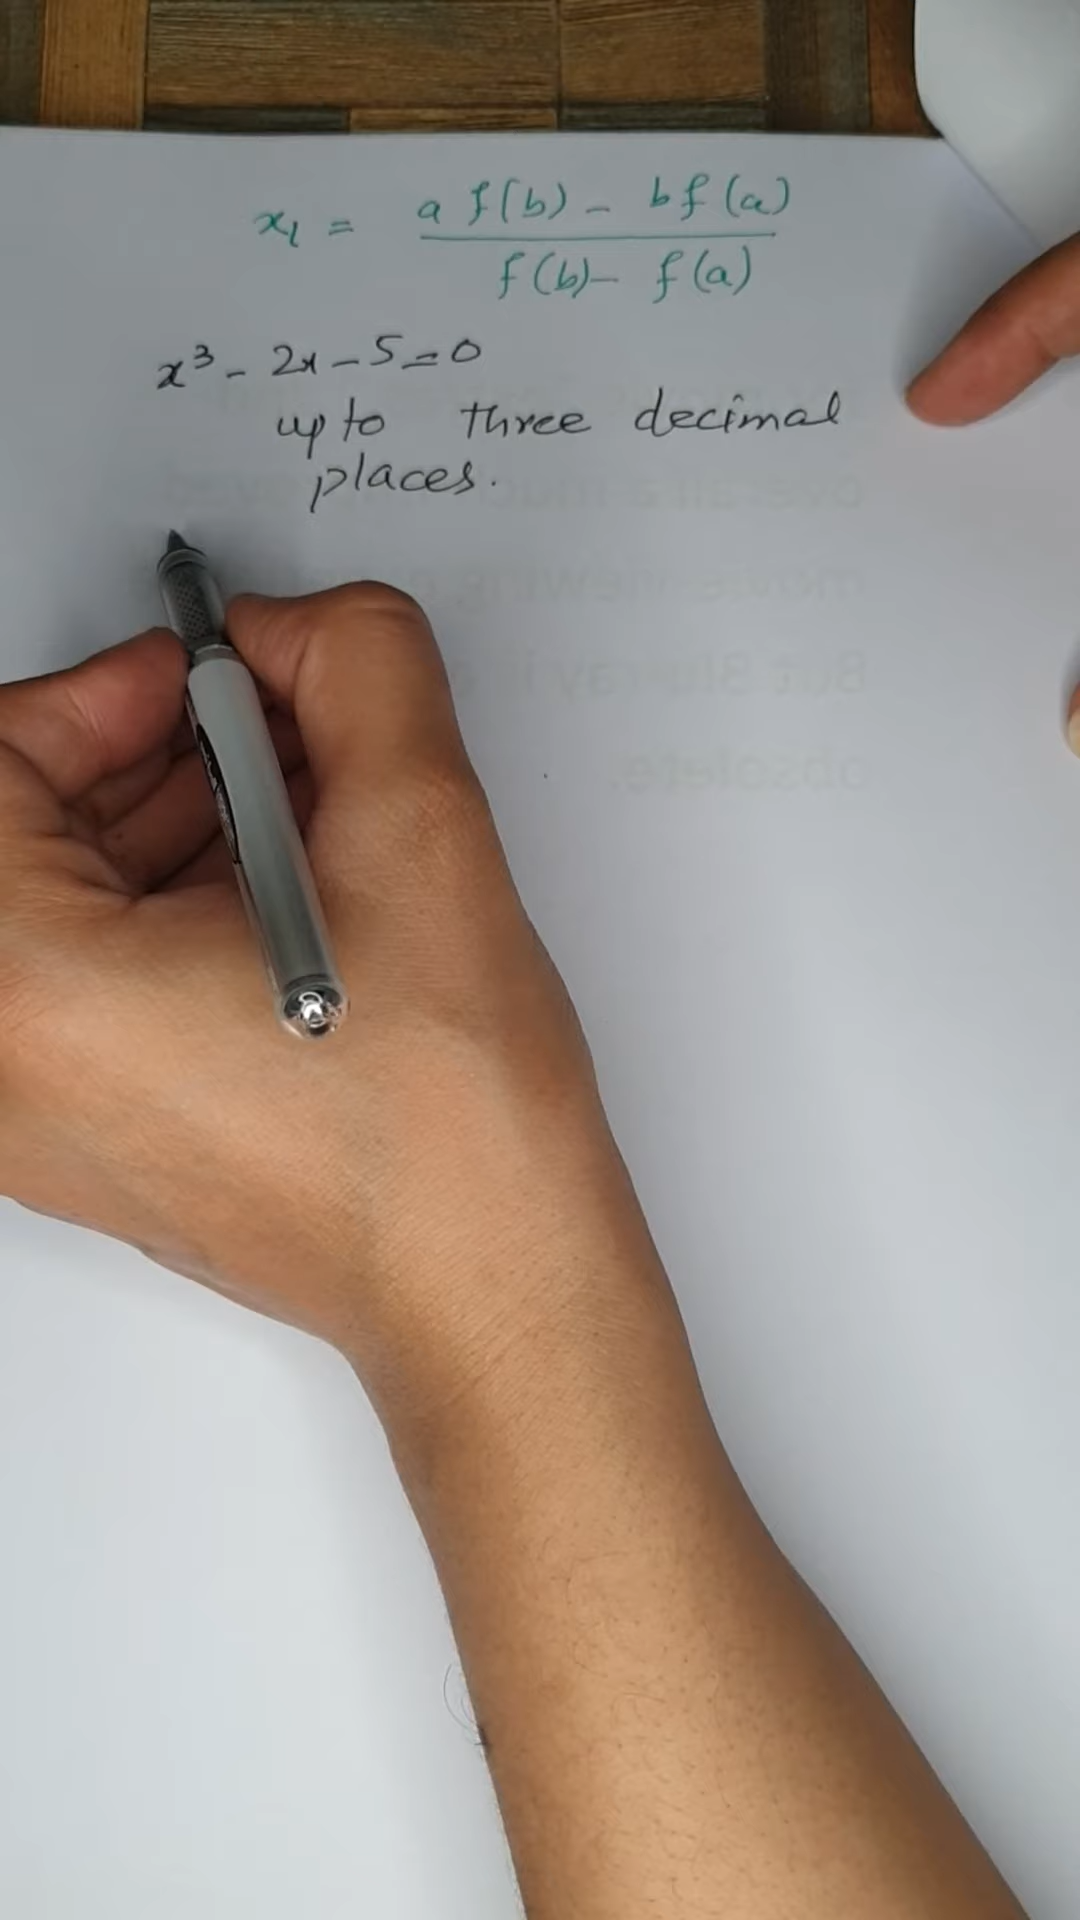 x₁ = a f(b) - b f(a) / f(b) - f(a)
x³ - 2x - 5 = 0
up to three decimal
places.